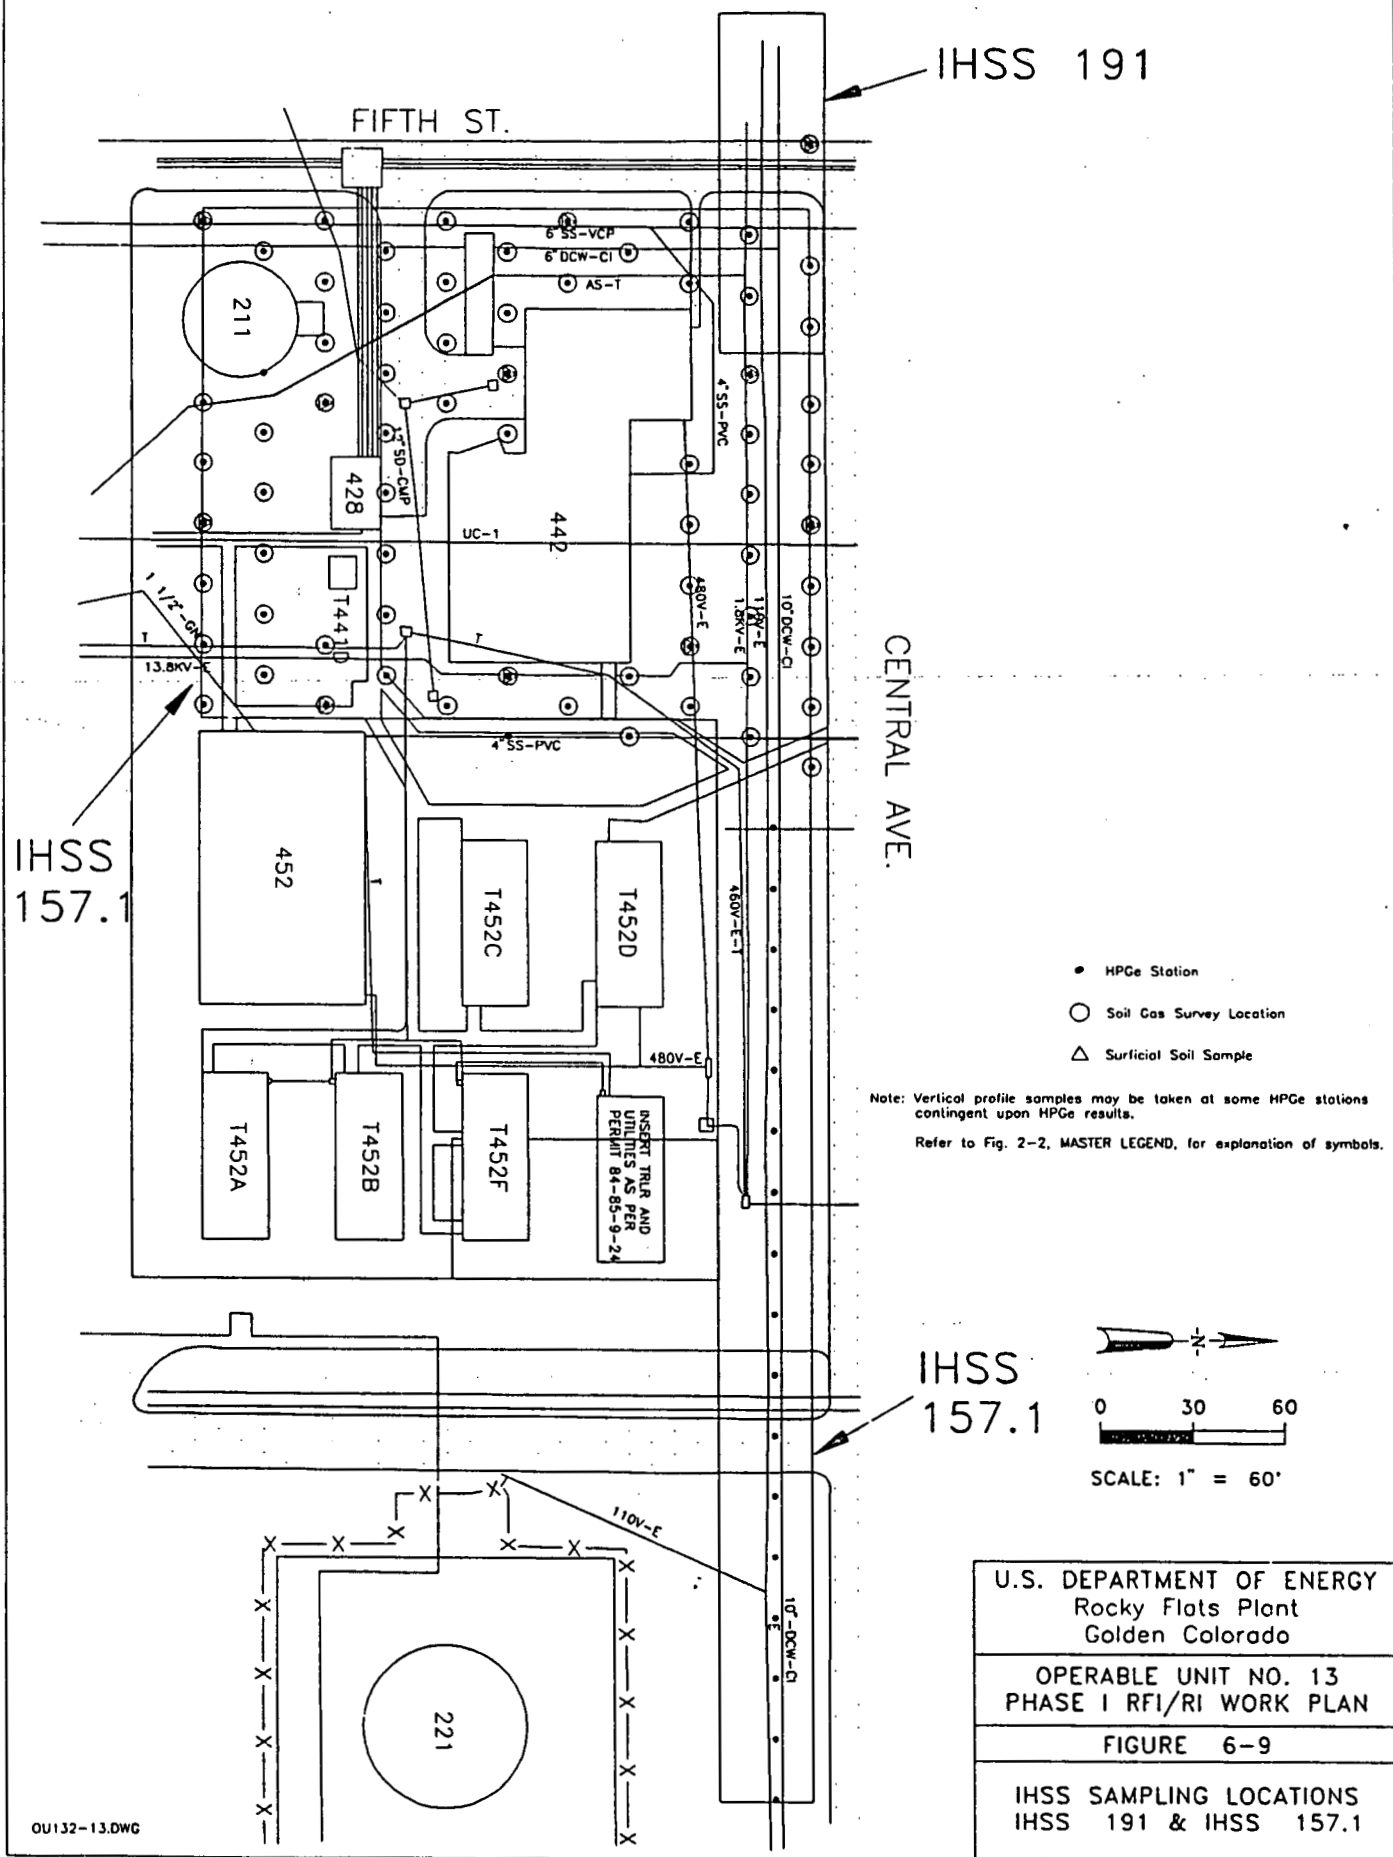 IHSS 191
FIFTH ST.
6" SS-VCP
6" DCW-CI
AS-T
211
4" SS-PVC
12" SD-CMP
428
442
UC-1
1 1/2"-GM
T441D
T
T
480V-E
1.8KV-E
110V-E
10" DCW-CI
13.8KV-E
CENTRAL AVE.
4" SS-PVC
IHSS
157.1
452
T
T452C
T452D
460V-E-T
HPGe Station
Soil Gas Survey Location
Surficial Soil Sample
480V-E
Note: Vertical profile samples may be taken at some HPGe stations
contingent upon HPGe results.
Refer to Fig. 2-2, MASTER LEGEND, for explanation of symbols.
T452A
T452B
T452F
INSERT TRLR AND
UTILITIES AS PER
PERMIT 84-85-9-24
IHSS
157.1
-N-
0 30 60
SCALE: 1" = 60'
X X X X X X X
110V-E
10"-DCW-CI
E
221
U.S. DEPARTMENT OF ENERGY
Rocky Flats Plant
Golden Colorado
OPERABLE UNIT NO. 13
PHASE I RFI/RI WORK PLAN
FIGURE 6-9
IHSS SAMPLING LOCATIONS
IHSS 191 & IHSS 157.1
OU132-13.DWG